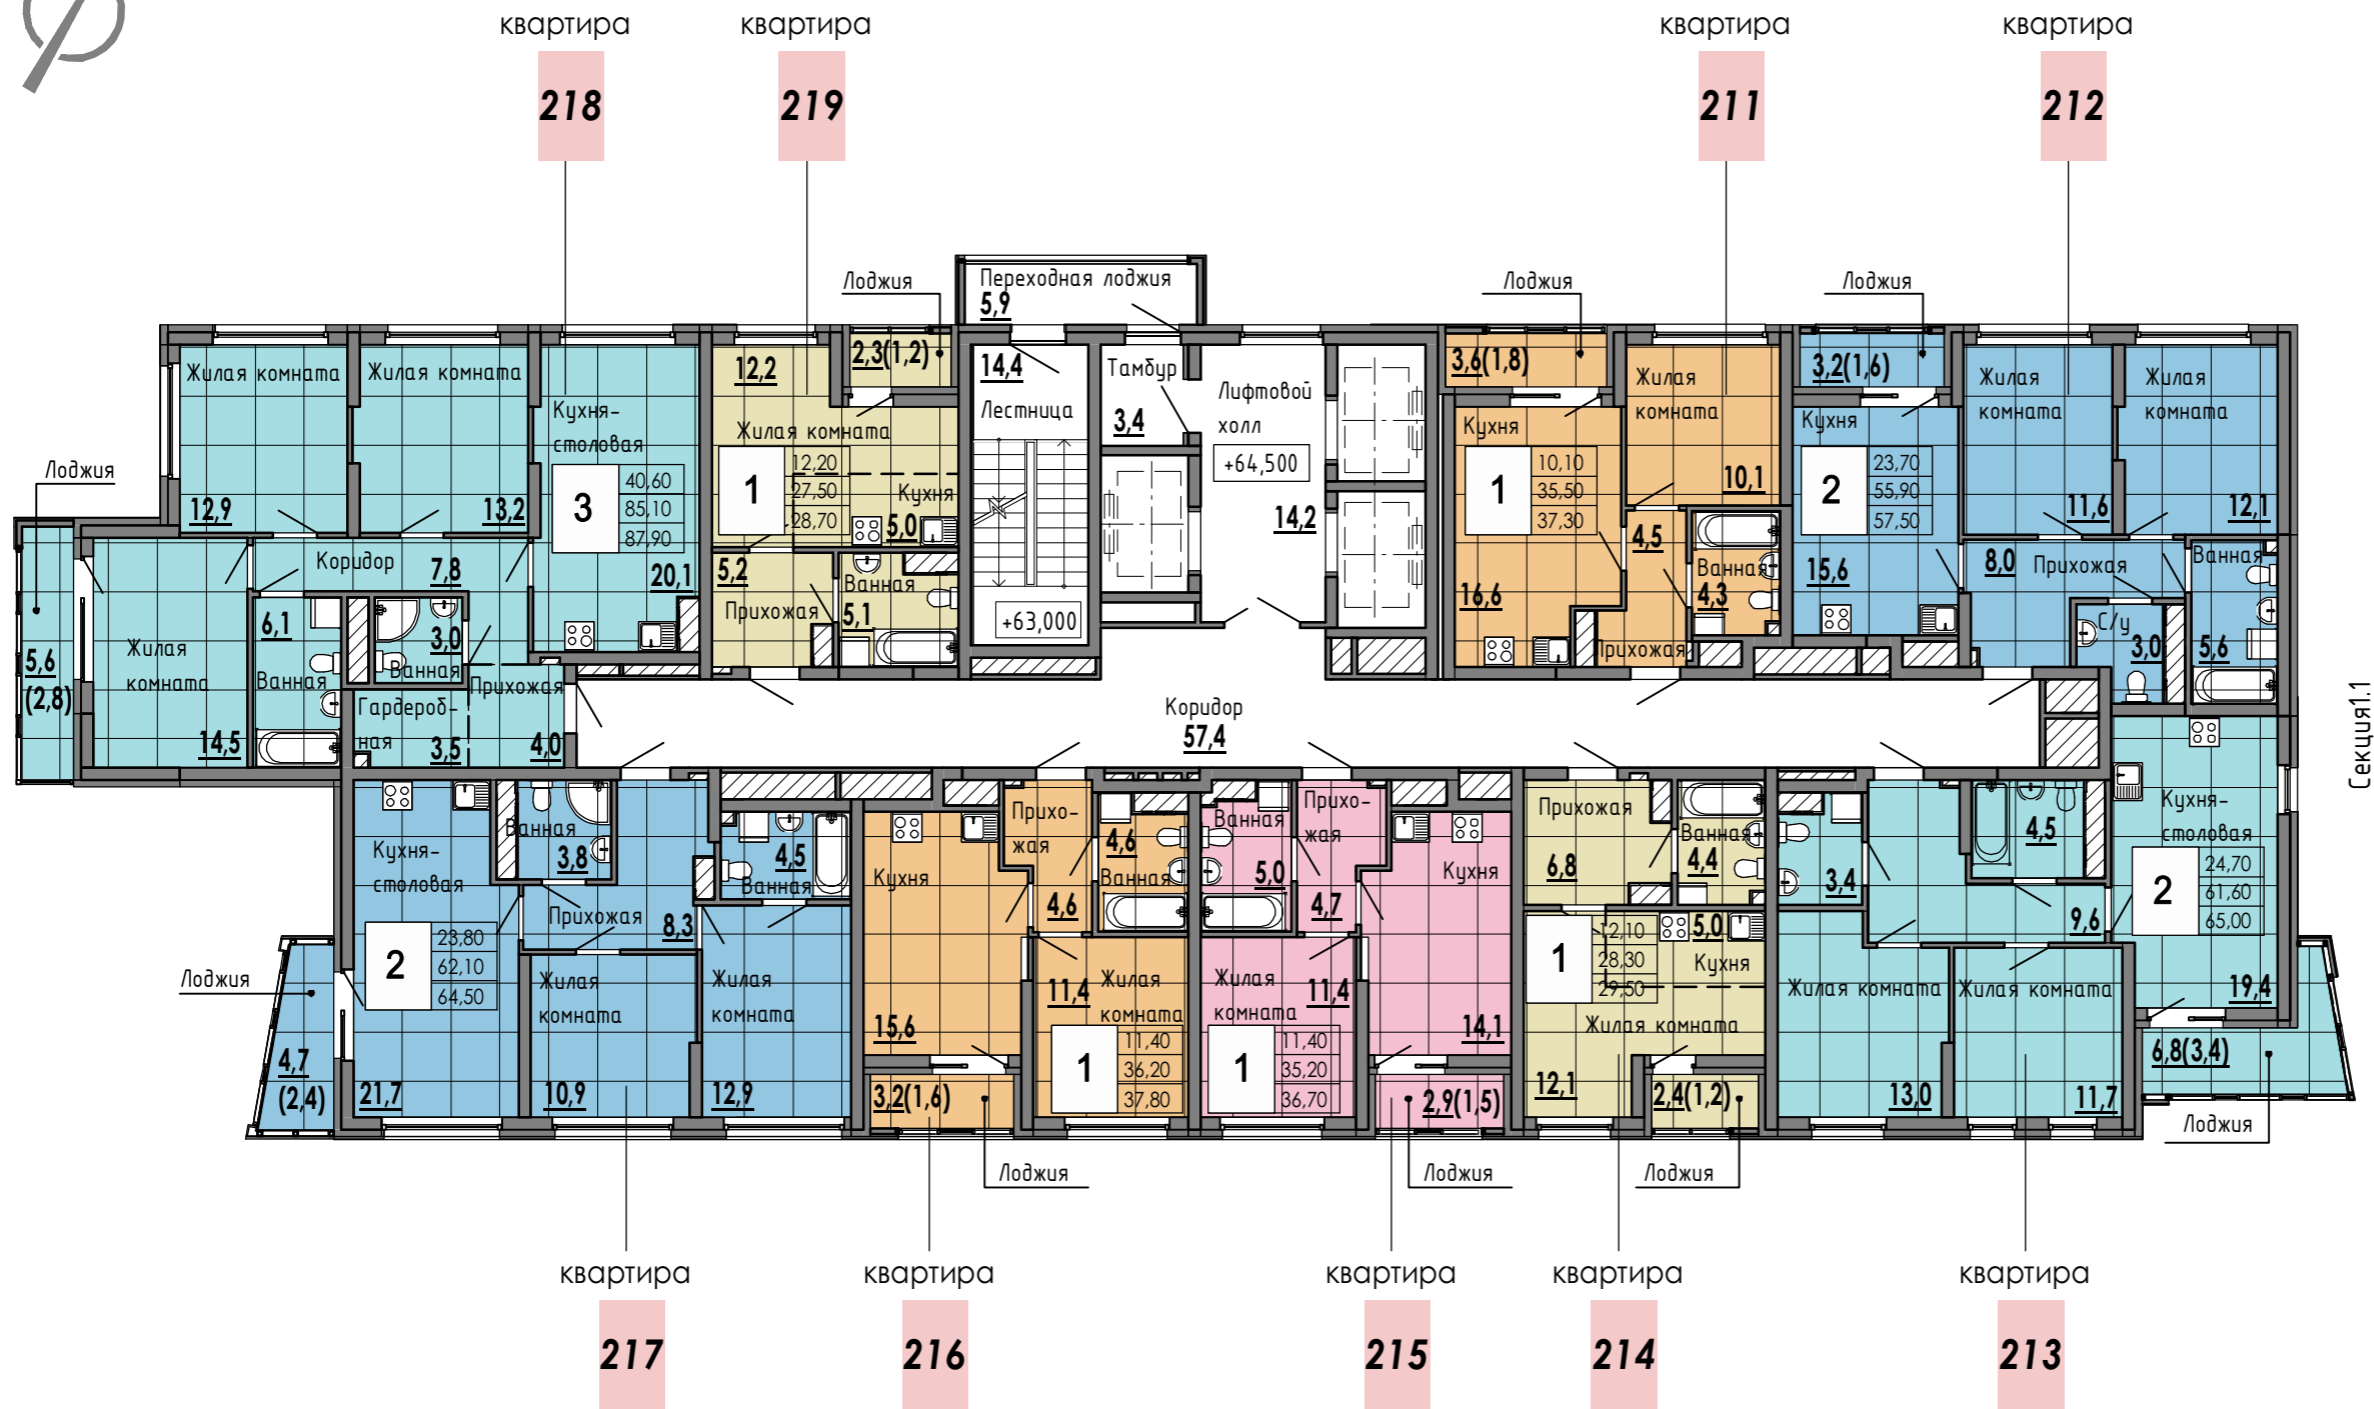 квартира
квартира
квартира
квартира
218
219
211
212
Лоджия
Переходная лоджия
5,9
Лоджия
Лоджия
2,3(1,2)
3,6(1,8)
3,2(1,6)
Жилая комната
12,9
Жилая комната
13,2
Кухня-
столовая
3
40,60
85,10
87,90
20,1
12,2
Жилая комната
1
12,20
27,50
28,70
Кухня
5,0
5,2
Прихожая
Ванная
5,1
14,4
Лестница
+63,000
Тамбур
3,4
Лифтовой
холл
+64,500
14,2
Кухня
1
10,10
35,50
37,30
16,6
Жилая
комната
10,1
4,5
Прихожая
Ванная
4,3
Кухня
2
23,70
55,90
57,50
15,6
Жилая
комната
11,6
Жилая
комната
12,1
8,0
Прихожая
С/у
3,0
Ванная
5,6
Лоджия
5,6
(2,8)
Жилая
комната
14,5
Коридор
7,8
6,1
Ванная
3,0
Ванная
Гардероб-
ная
3,5
Прихожая
4,0
Коридор
57,4
Секция1.1
Кухня-
столовая
2
23,80
62,10
64,50
21,7
Лоджия
4,7
(2,4)
Ванная
3,8
Прихожая
8,3
4,5
Ванная
Жилая
комната
10,9
Жилая
комната
12,9
Кухня
15,6
3,2(1,6)
Прихо-
жая
4,6
4,6
Ванная
11,4
Жилая
комната
1
11,40
36,20
37,80
Лоджия
Ванная
5,0
Прихо-
жая
4,7
Кухня
14,1
Жилая
комната
11,4
1
11,40
35,20
36,70
2,9(1,5)
Лоджия
Прихожая
6,8
Ванная
4,4
1
12,10
28,30
29,50
5,0
Кухня
Жилая комната
12,1
2,4(1,2)
Лоджия
3,4
4,5
9,6
Жилая комната
13,0
Жилая комната
11,7
Кухня-
столовая
2
24,70
61,60
65,00
19,4
6,8(3,4)
Лоджия
квартира
квартира
квартира
квартира
квартира
217
216
215
214
213